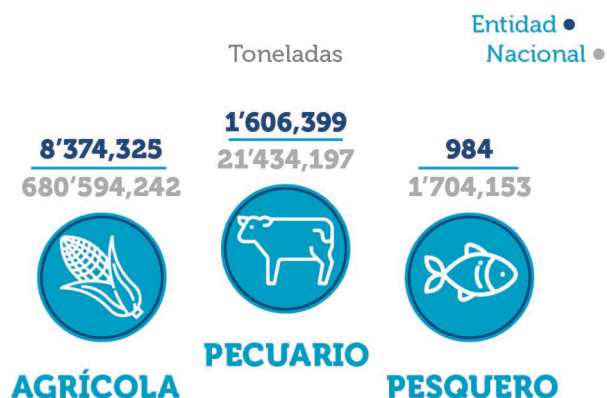 Entidad
Toneladas
Nacional
8’374,325
680’594,242
1’606,399
21’434,197
984
1’704,153
AGRÍCOLA
PECUARIO
PESQUERO